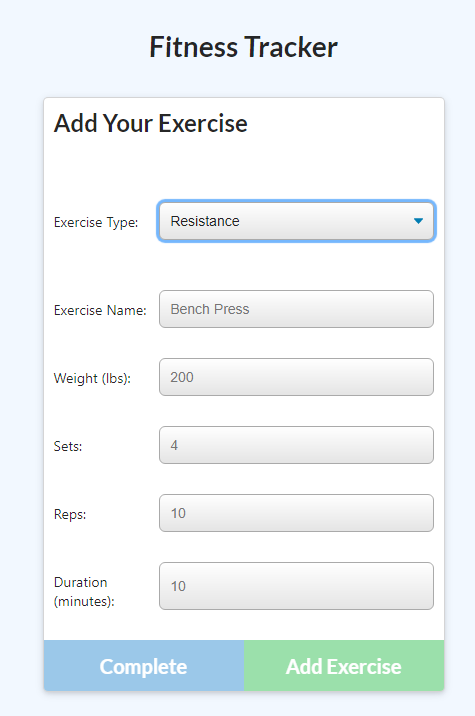 Fitness Tracker
Add Your Exercise
Exercise Type: Resistance
Exercise Name: Bench Press
Weight (lbs): 200
Sets: 4
Reps: 10
Duration
(minutes): 10
Complete Add Exercise